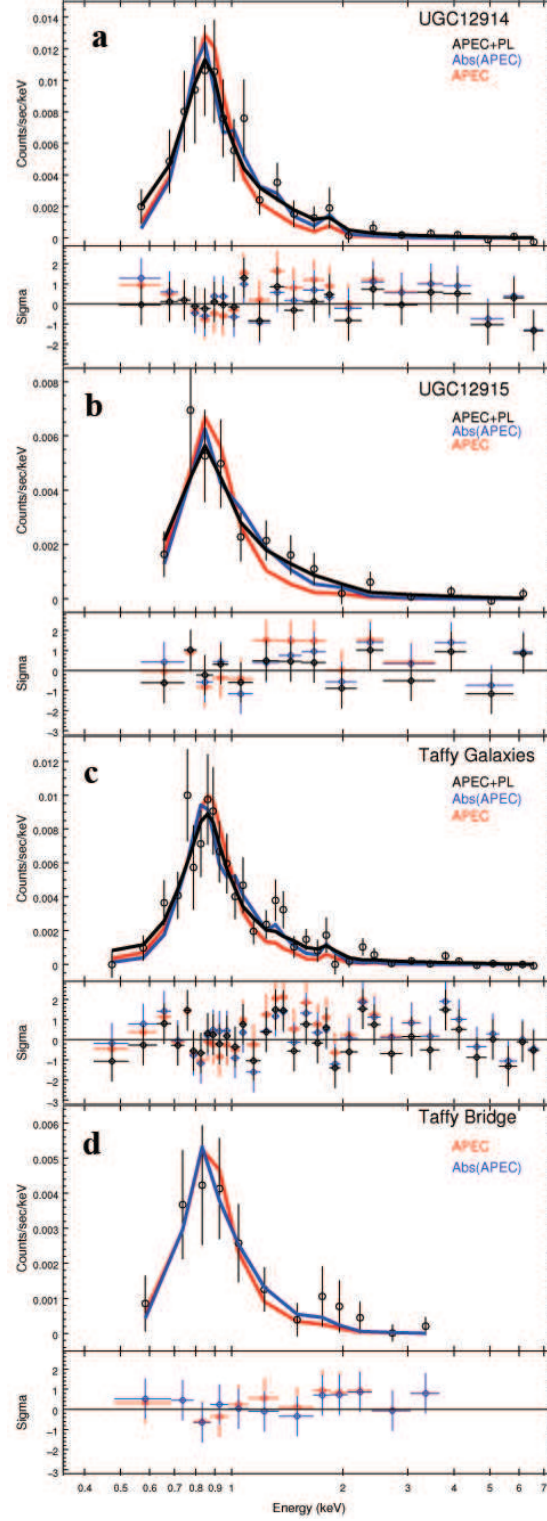 a
UGC12914
APEC+PL
Abs(APEC)
APEC
Counts/sec/keV
0.014
0.012
0.010
0.008
0.006
0.004
0.002
0
Sigma
2
1
0
−1
−2
b
UGC12915
APEC+PL
Abs(APEC)
APEC
Counts/sec/keV
0.008
0.006
0.004
0.002
0
Sigma
2
1
0
−1
−2
−3
c
Taffy Galaxies
APEC+PL
Abs(APEC)
APEC
Counts/sec/keV
0.012
0.010
0.008
0.006
0.004
0.002
0
Sigma
2
1
0
−1
−2
−3
d
Taffy Bridge
APEC
Abs(APEC)
Counts/sec/keV
0.006
0.005
0.004
0.003
0.002
0.001
0
Sigma
2
1
0
−1
−2
−3
0.4 0.5 0.6 0.7 0.8 0.9 1 2 3 4 5 6 7
Energy (keV)